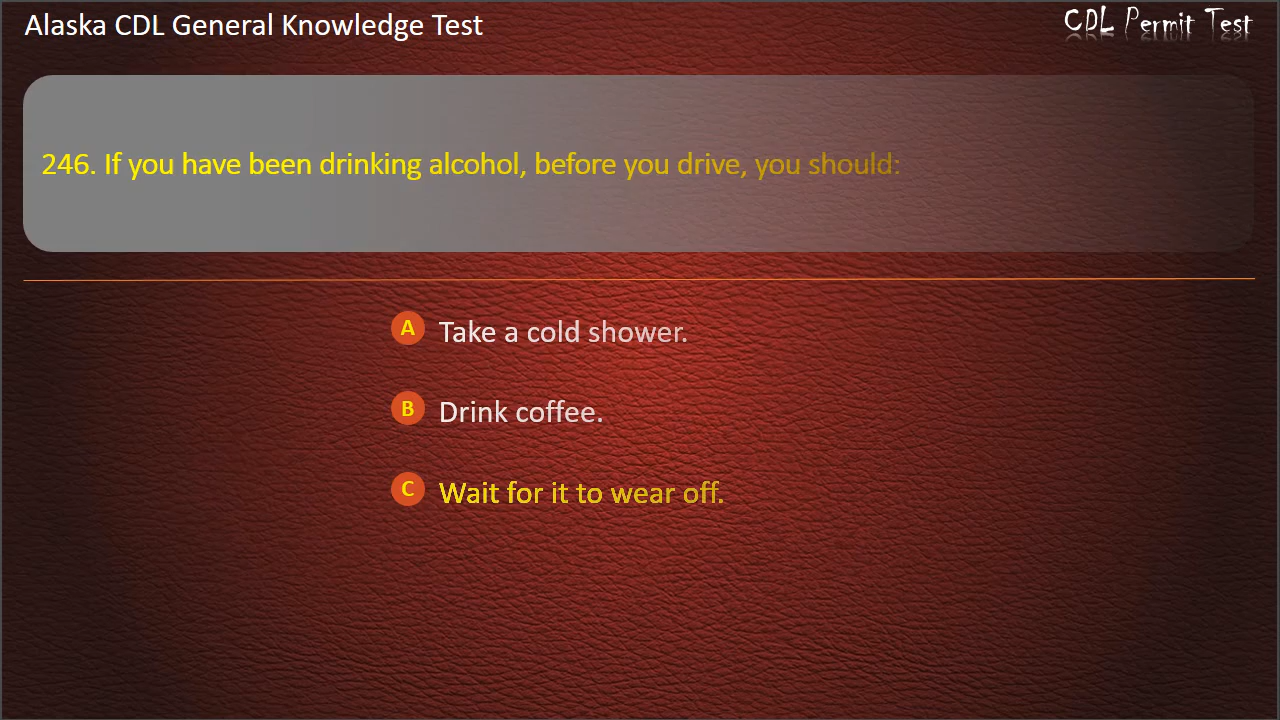 Alaska CDL General Knowledge Test
CDL Permit Test
246. If you have been drinking alcohol, before you drive, you should:
A Take a cold shower.
B Drink coffee.
C Wait for it to wear off.